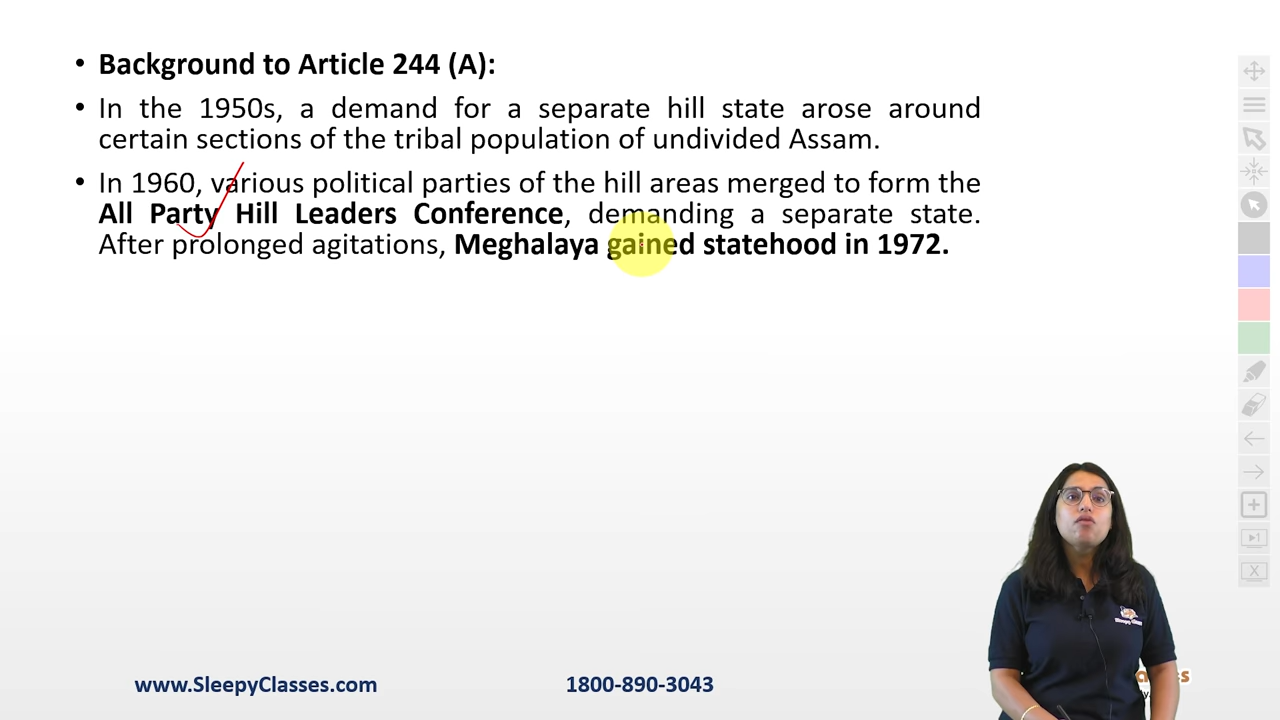 • Background to Article 244 (A):
• In the 1950s, a demand for a separate hill state arose around
certain sections of the tribal population of undivided Assam.
• In 1960, various political parties of the hill areas merged to form the
All Party Hill Leaders Conference, demanding a separate state.
After prolonged agitations, Meghalaya gained statehood in 1972.
www.SleepyClasses.com
1800-890-3043